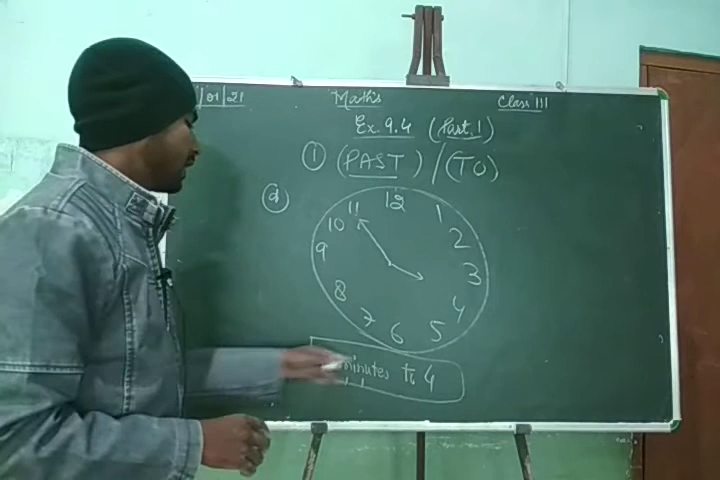 /01/21 Maths Class III
Ex. 9.4 (Part.1)
① (PAST) / (TO)
ⓐ
12
11 1
10 2
9 3
8 4
7 5
6
minutes to 4